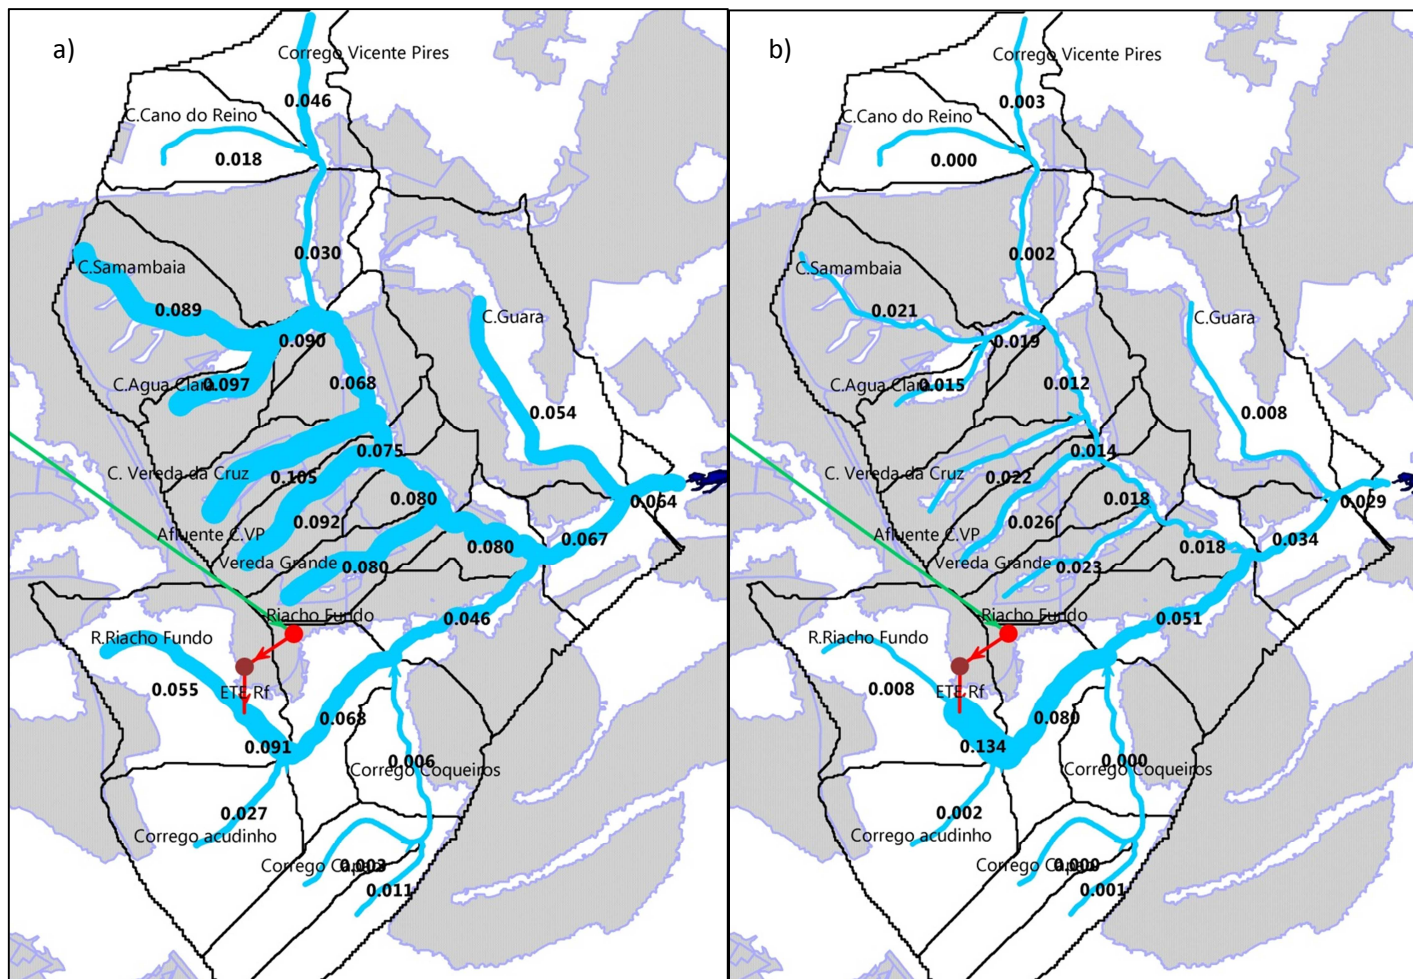 a)
Corrego Vicente Pires
0.046
C.Cano do Reino
0.018
0.030
C.Samambaia
0.089
0.090
C.Guara
C.Agua Clara
0.097
0.068
0.054
0.075
C. Vereda da Cruz
0.105
0.080
0.064
0.092
Afluente C.VP
0.080
0.067
Vereda Grande
0.080
Riacho Fundo
0.046
R.Riacho Fundo
0.055
ETE Rf
0.068
0.091
0.006
Corrego Coqueiros
0.027
Corrego acudinho
Corrego
0.003
0.011
b)
Corrego Vicente Pires
0.003
C.Cano do Reino
0.000
0.002
C.Samambaia
0.021
0.019
C.Guara
C.Agua Clara
0.015
0.012
0.008
0.014
C. Vereda da Cruz
0.022
0.018
0.029
0.026
Afluente C.VP
0.018
0.034
Vereda Grande
0.023
Riacho Fundo
0.051
R.Riacho Fundo
0.008
ETE Rf
0.080
0.134
0.000
Corrego Coqueiros
0.002
Corrego acudinho
Corrego
0.000
0.001